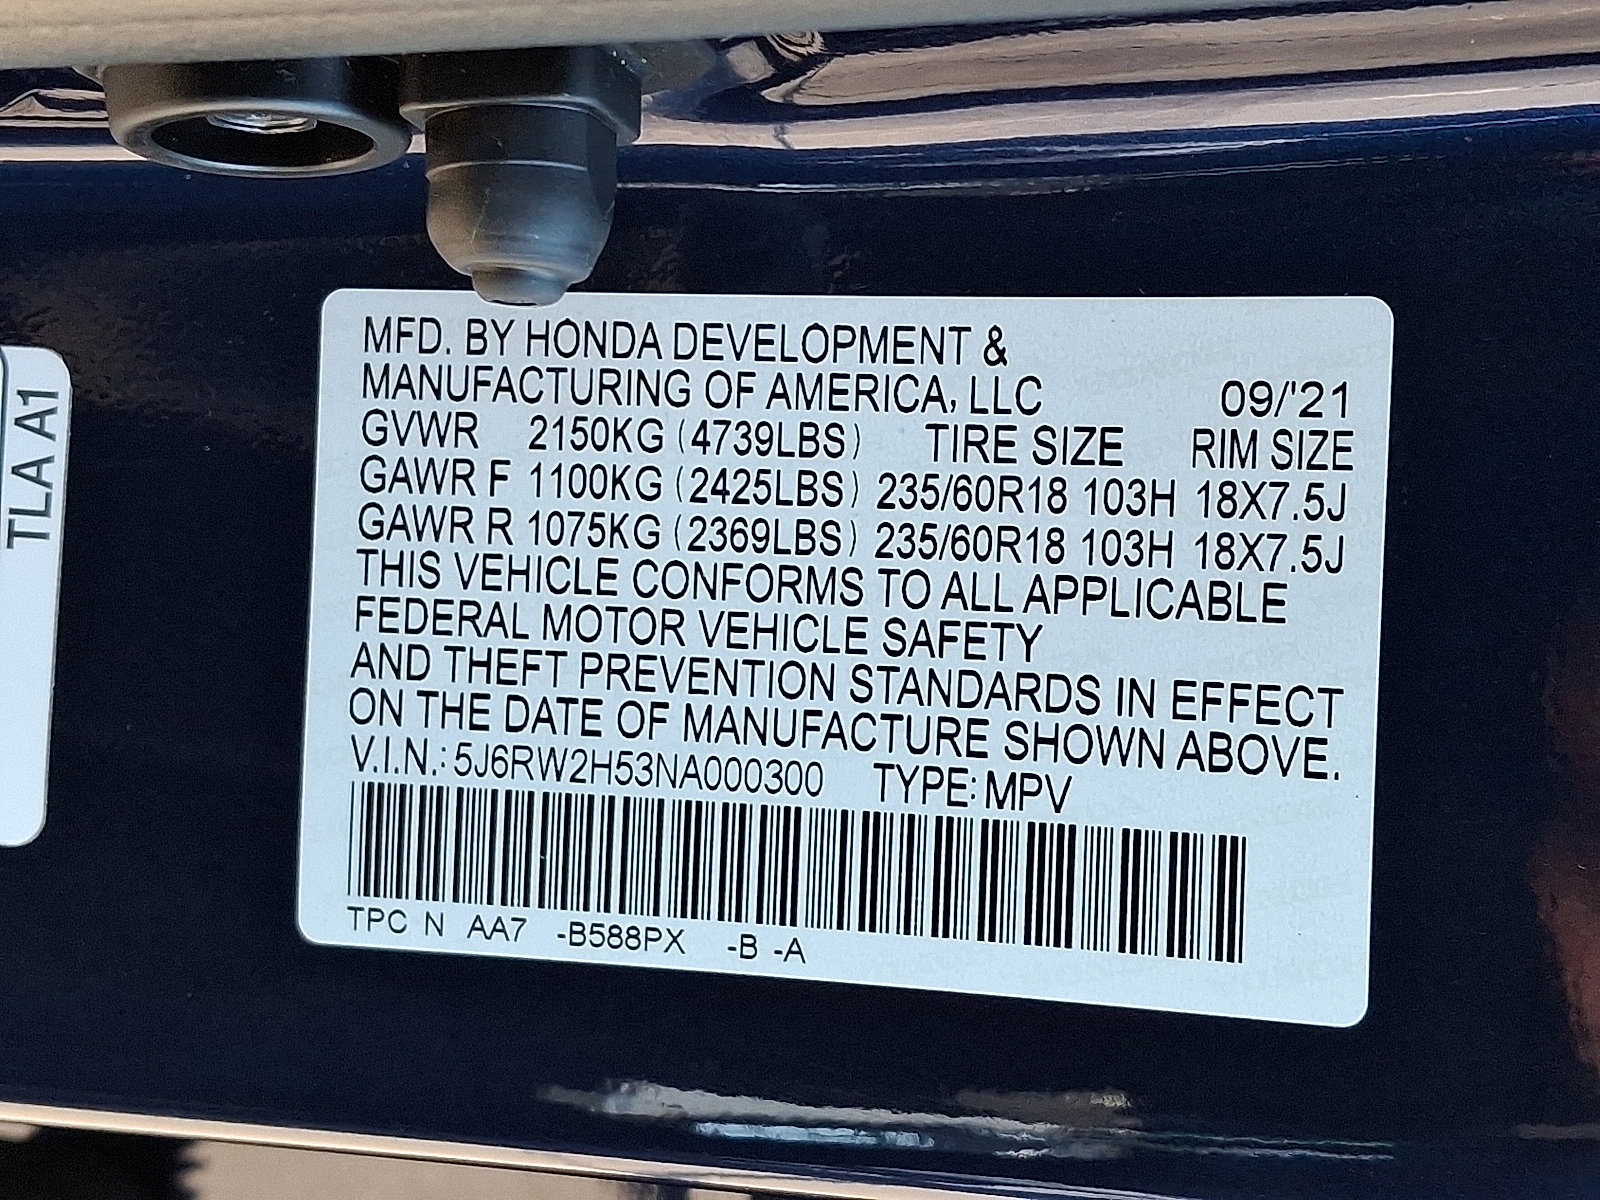 MFD. BY HONDA DEVELOPMENT &
MANUFACTURING OF AMERICA, LLC 09/'21
GVWR 2150KG (4739LBS) TIRE SIZE RIM SIZE
GAWR F 1100KG (2425LBS) 235/60R18 103H 18X7.5J
GAWR R 1075KG (2369LBS) 235/60R18 103H 18X7.5J
THIS VEHICLE CONFORMS TO ALL APPLICABLE
FEDERAL MOTOR VEHICLE SAFETY
AND THEFT PREVENTION STANDARDS IN EFFECT
ON THE DATE OF MANUFACTURE SHOWN ABOVE.
V.I.N.: 5J6RW2H53NA000300 TYPE: MPV
TPC N AA7 -B588PX -B -A
TLA A1